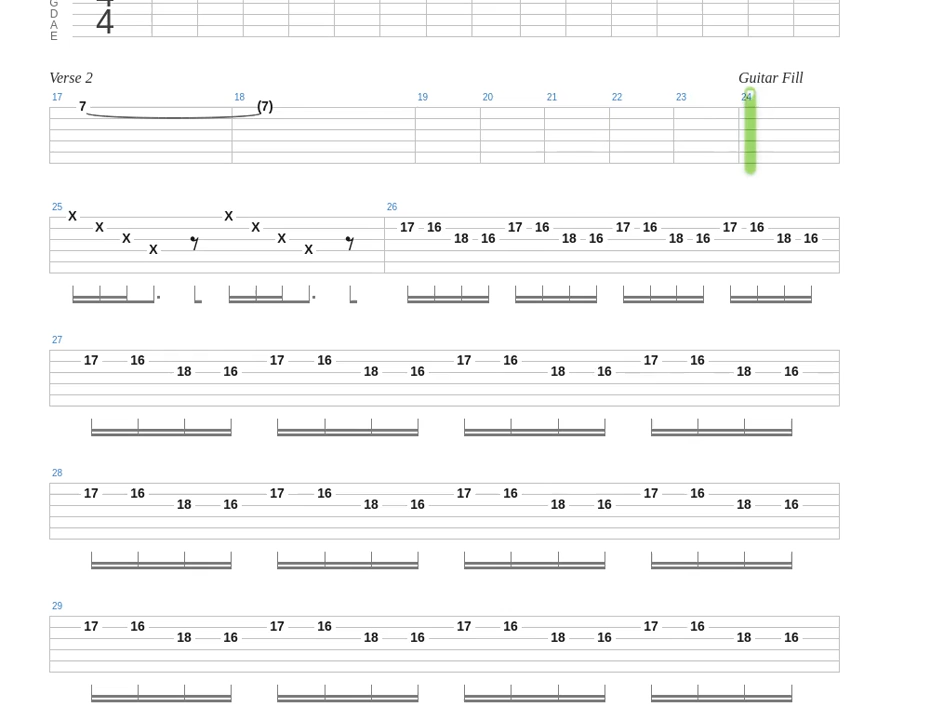 G
D
A
E
4
4
Verse 2
Guitar Fill
17 18 19 20 21 22 23 24
7 (7)
25 26
X X
X X 17 16 17 16 17 16 17 16
X X 18 16 18 16 18 16 18 16
X X
27
17 16 17 16 17 16 17 16
18 16 18 16 18 16 18 16
28
17 16 17 16 17 16 17 16
18 16 18 16 18 16 18 16
29
17 16 17 16 17 16 17 16
18 16 18 16 18 16 18 16